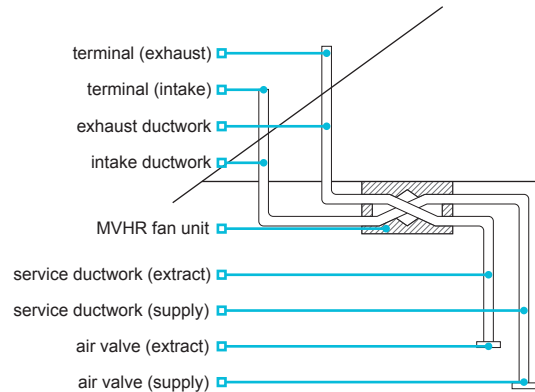 terminal (exhaust)
terminal (intake)
exhaust ductwork
intake ductwork
MVHR fan unit
service ductwork (extract)
service ductwork (supply)
air valve (extract)
air valve (supply)